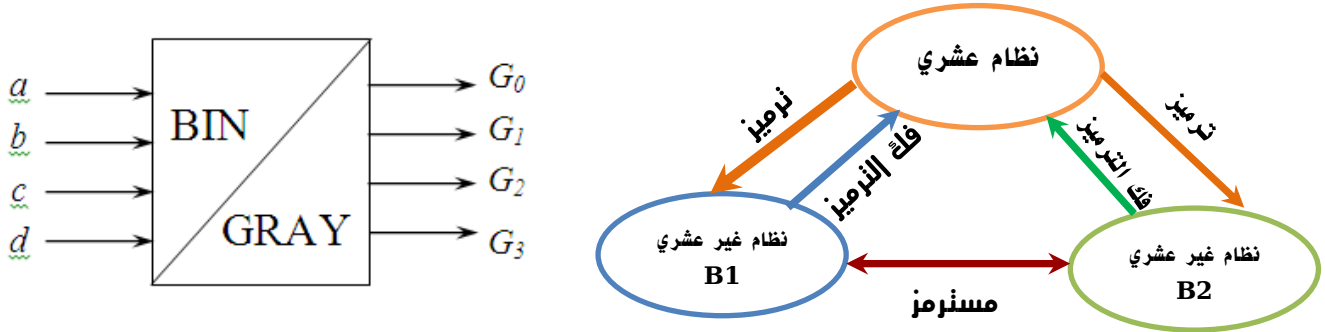 a
b
c
d
BIN
GRAY
G0
G1
G2
G3
نظام عشري
ترميز
فك الترميز
ترميز
فك الترميز
نظام غير عشري
B1
نظام غير عشري
B2
مسترمز